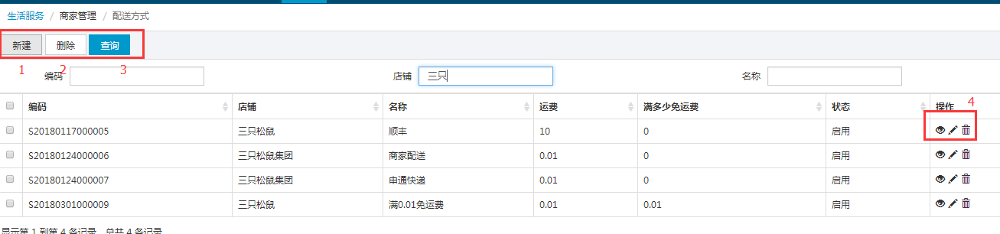 生活服务 / 商家管理 / 配送方式
新建 删除 查询
1 2 3
编码 店铺 三只 名称
4
编码 店铺 名称 运费 满多少免运费 状态 操作
S20180117000005 三只松鼠 顺丰 10 0 启用
S20180124000006 三只松鼠集团 商家配送 0.01 0 启用
S20180124000007 三只松鼠集团 申通快递 0.01 0 启用
S20180301000009 三只松鼠 满0.01免运费 0.01 0.01 启用
显示第 1 到第 4 条记录，总共 4 条记录